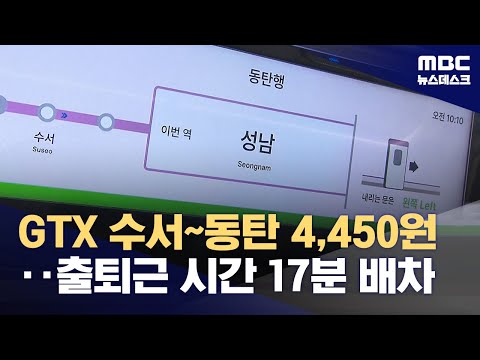 MBC
뉴스데스크
동탄행
오전 10:10
수서
Suseo
이번 역
성남
Seongnam
내리는 문은 왼쪽 Left
GTX 수서~동탄 4,450원
‥출퇴근 시간 17분 배차